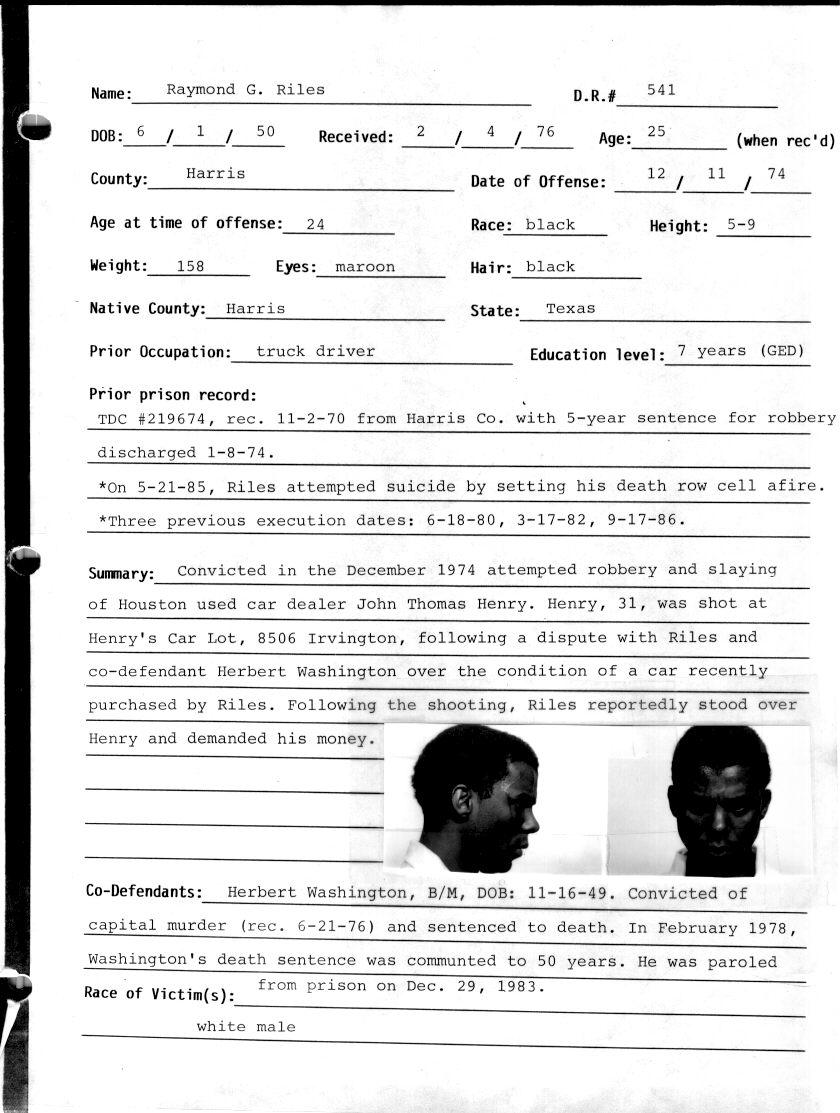 Name: Raymond G. Riles D.R.# 541
DOB: 6 / 1 / 50 Received: 2 / 4 / 76 Age: 25 (when rec'd)
County: Harris Date of Offense: 12 / 11 / 74
Age at time of offense: 24 Race: black Height: 5-9
Weight: 158 Eyes: maroon Hair: black
Native County: Harris State: Texas
Prior Occupation: truck driver Education level: 7 years (GED)
Prior prison record:
TDC #219674, rec. 11-2-70 from Harris Co. with 5-year sentence for robbery
discharged 1-8-74.
*On 5-21-85, Riles attempted suicide by setting his death row cell afire.
*Three previous execution dates: 6-18-80, 3-17-82, 9-17-86.
Summary: Convicted in the December 1974 attempted robbery and slaying
of Houston used car dealer John Thomas Henry. Henry, 31, was shot at
Henry's Car Lot, 8506 Irvington, following a dispute with Riles and
co-defendant Herbert Washington over the condition of a car recently
purchased by Riles. Following the shooting, Riles reportedly stood over
Henry and demanded his money.
Co-Defendants: Herbert Washington, B/M, DOB: 11-16-49. Convicted of
capital murder (rec. 6-21-76) and sentenced to death. In February 1978,
Washington's death sentence was communted to 50 years. He was paroled
from prison on Dec. 29, 1983.
Race of Victim(s):
white male